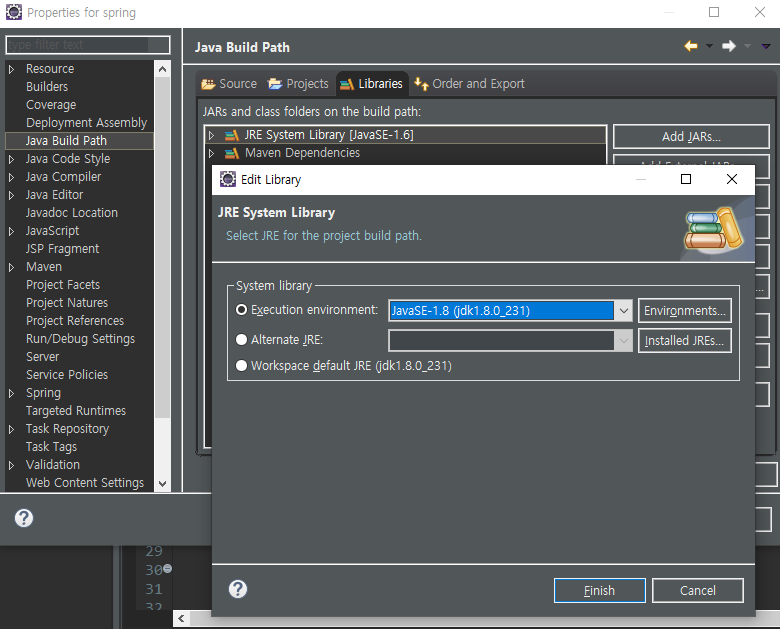 Properties for spring
type filter text
Resource
Builders
Coverage
Deployment Assembly
Java Build Path
Java Code Style
Java Compiler
Java Editor
Javadoc Location
JavaScript
JSP Fragment
Maven
Project Facets
Project Natures
Project References
Run/Debug Settings
Server
Service Policies
Spring
Targeted Runtimes
Task Repository
Task Tags
Validation
Web Content Settings
Java Build Path
Source Projects Libraries Order and Export
JARs and class folders on the build path:
JRE System Library [JavaSE-1.6]
Maven Dependencies
Add JARs...
Add External JARs...
Edit Library
JRE System Library
Select JRE for the project build path.
System library
Execution environment: JavaSE-1.8 (jdk1.8.0_231) Environments...
Alternate JRE: Installed JREs...
Workspace default JRE (jdk1.8.0_231)
...
Finish Cancel
29
30
31
32